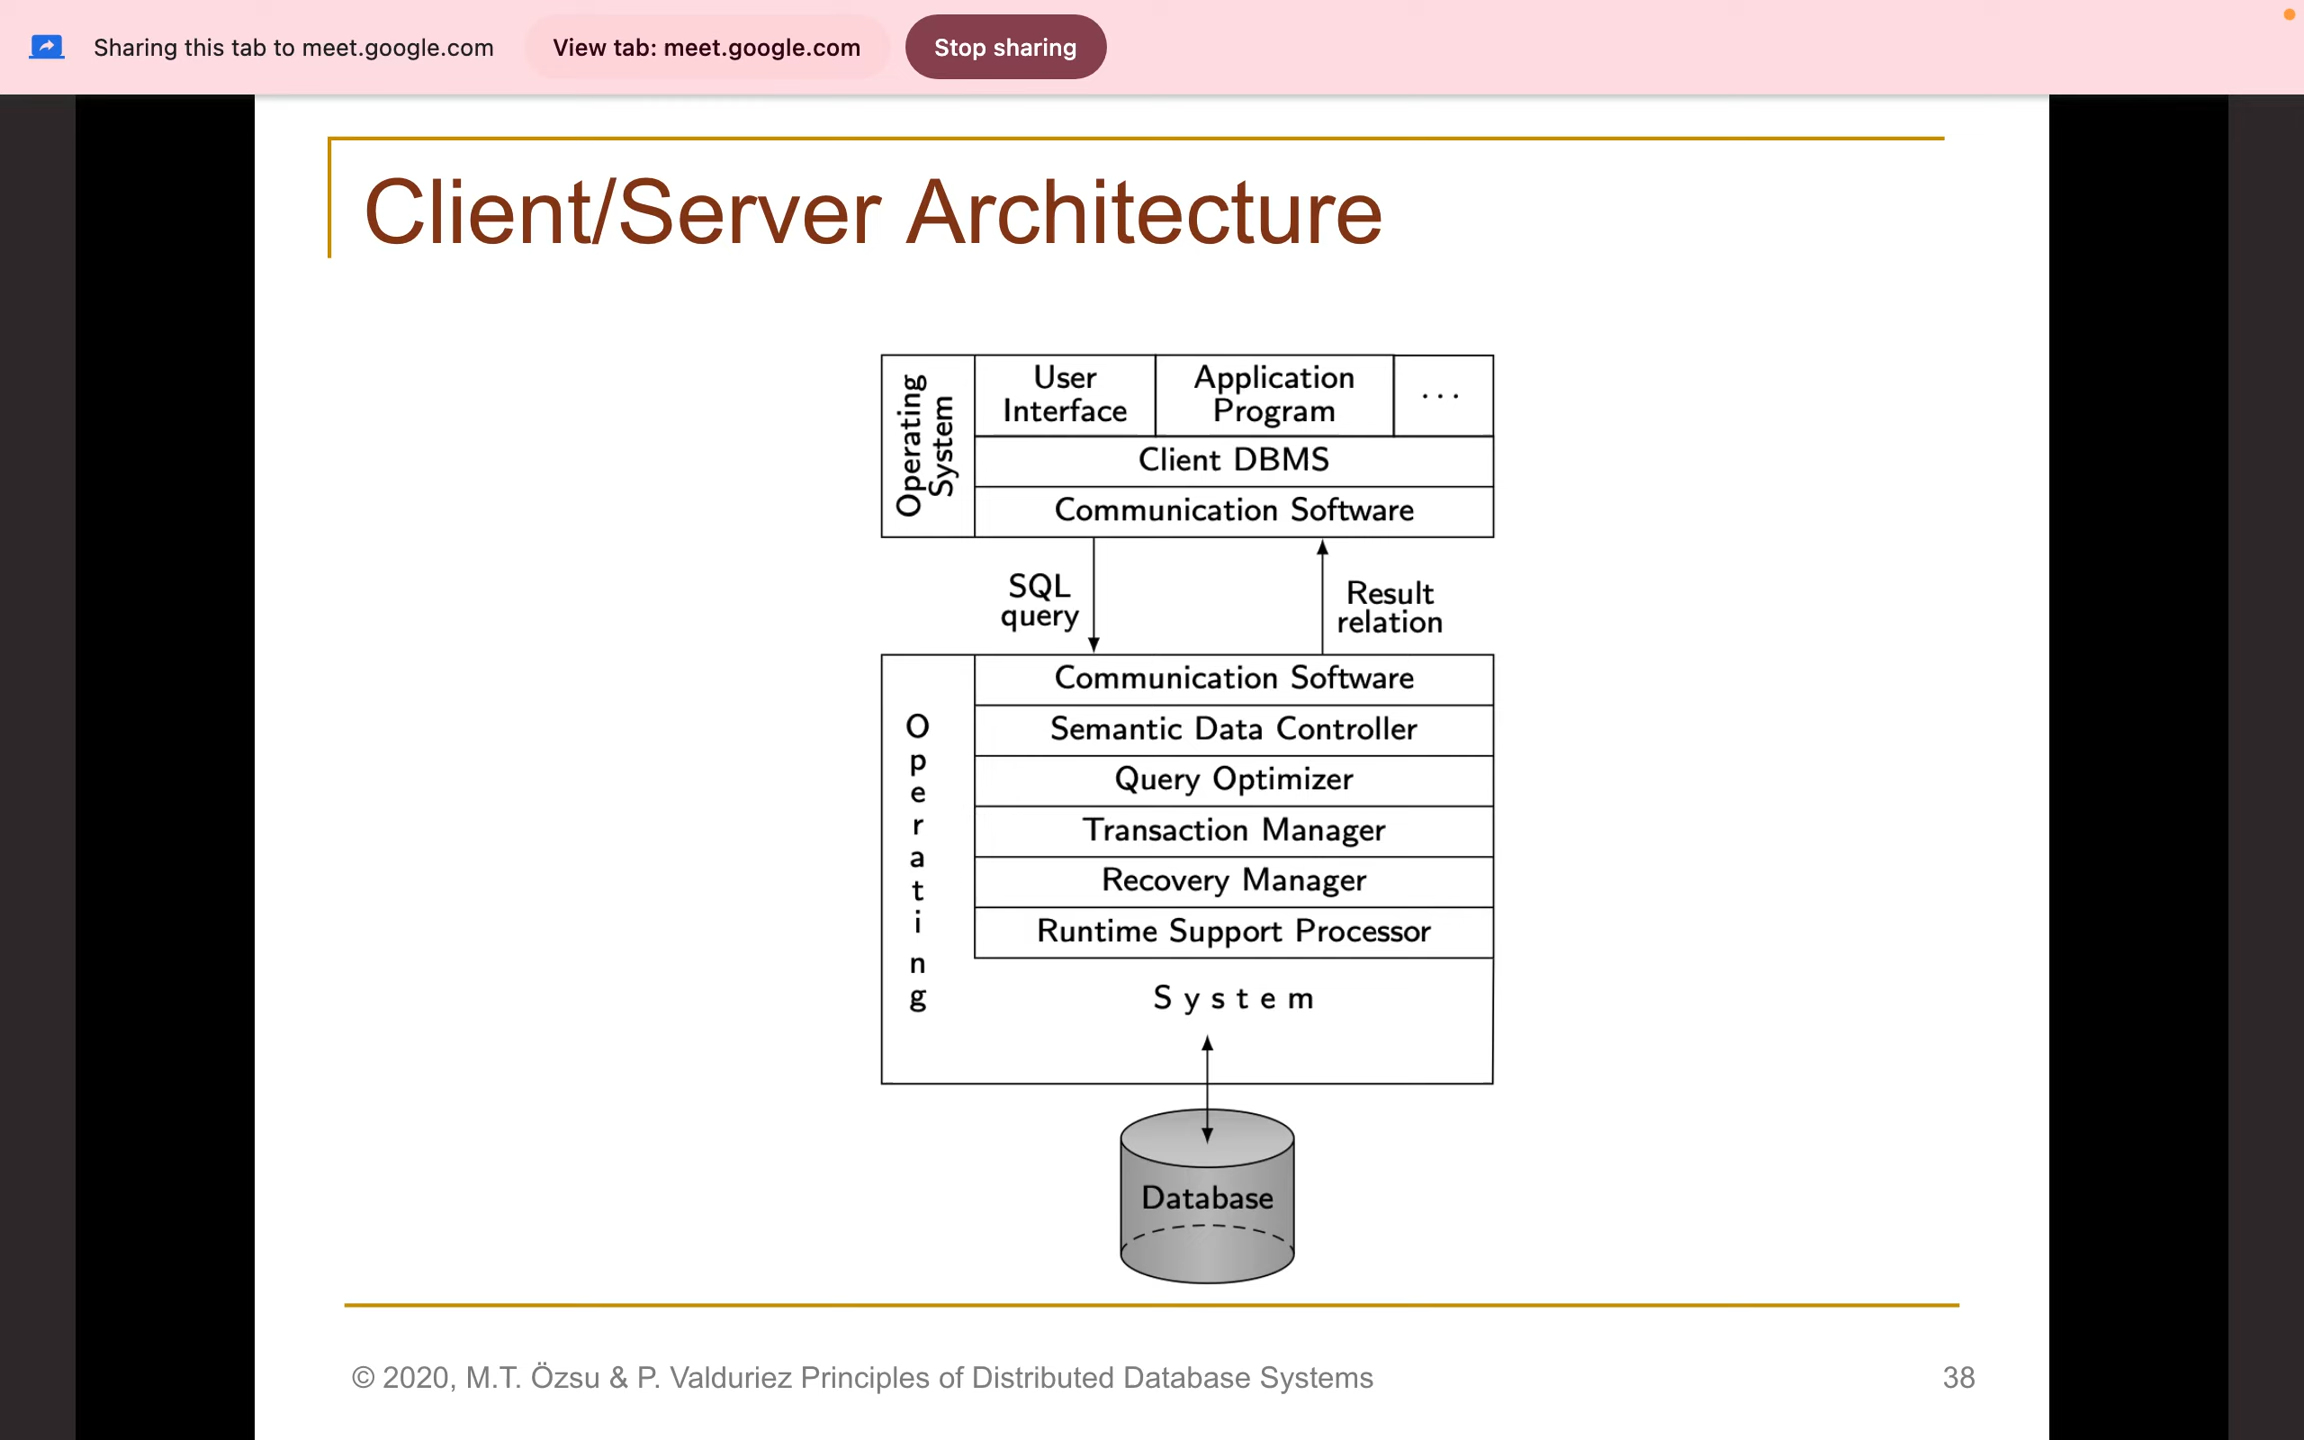 Sharing this tab to meet.google.com
View tab: meet.google.com
Stop sharing
Client/Server Architecture
Operating
System
User
Interface
Application
Program
...
Client DBMS
Communication Software
SQL
query
Result
relation
Operating
Communication Software
Semantic Data Controller
Query Optimizer
Transaction Manager
Recovery Manager
Runtime Support Processor
System
Database
© 2020, M.T. Özsu & P. Valduriez Principles of Distributed Database Systems
38